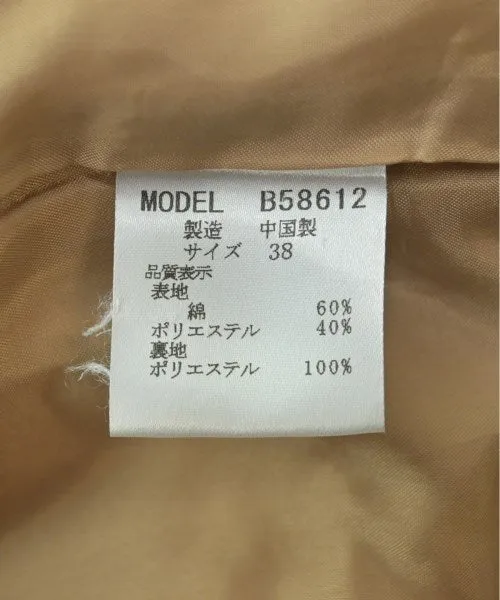 MODEL B58612
製造 中国製
サイズ 38
品質表示
表地
綿 60%
ポリエステル 40%
裏地
ポリエステル 100%